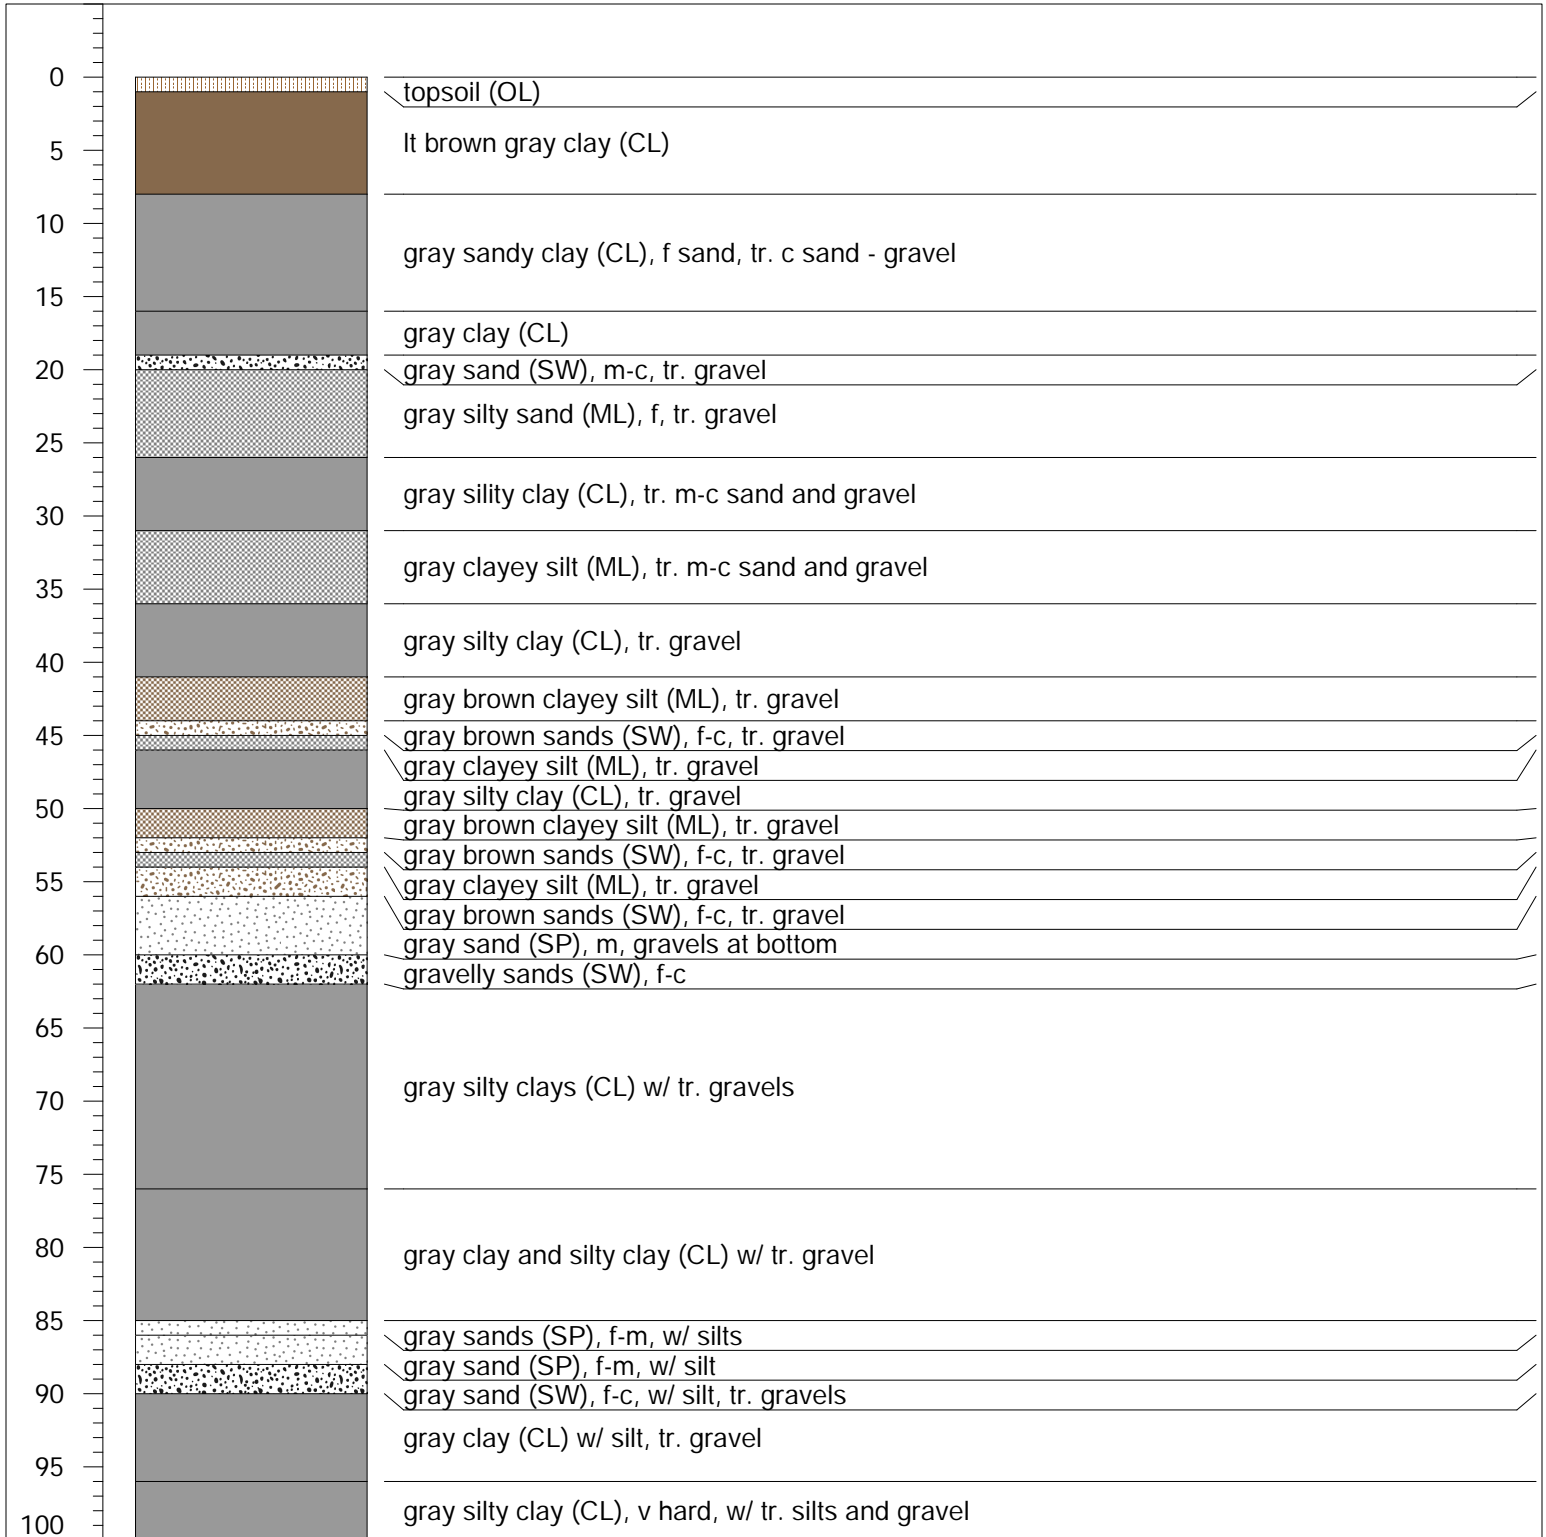 0
topsoil (OL)
lt brown gray clay (CL)
5
10
gray sandy clay (CL), f sand, tr. c sand - gravel
15
gray clay (CL)
20
gray sand (SW), m-c, tr. gravel
gray silty sand (ML), f, tr. gravel
25
gray sility clay (CL), tr. m-c sand and gravel
30
gray clayey silt (ML), tr. m-c sand and gravel
35
gray silty clay (CL), tr. gravel
40
gray brown clayey silt (ML), tr. gravel
45
gray brown sands (SW), f-c, tr. gravel
gray clayey silt (ML), tr. gravel
gray silty clay (CL), tr. gravel
50
gray brown clayey silt (ML), tr. gravel
gray brown sands (SW), f-c, tr. gravel
55
gray clayey silt (ML), tr. gravel
gray brown sands (SW), f-c, tr. gravel
gray sand (SP), m, gravels at bottom
60
gravelly sands (SW), f-c
65
gray silty clays (CL) w/ tr. gravels
70
75
80
gray clay and silty clay (CL) w/ tr. gravel
85
gray sands (SP), f-m, w/ silts
gray sand (SP), f-m, w/ silt
90
gray sand (SW), f-c, w/ silt, tr. gravels
gray clay (CL) w/ silt, tr. gravel
95
gray silty clay (CL), v hard, w/ tr. silts and gravel
100